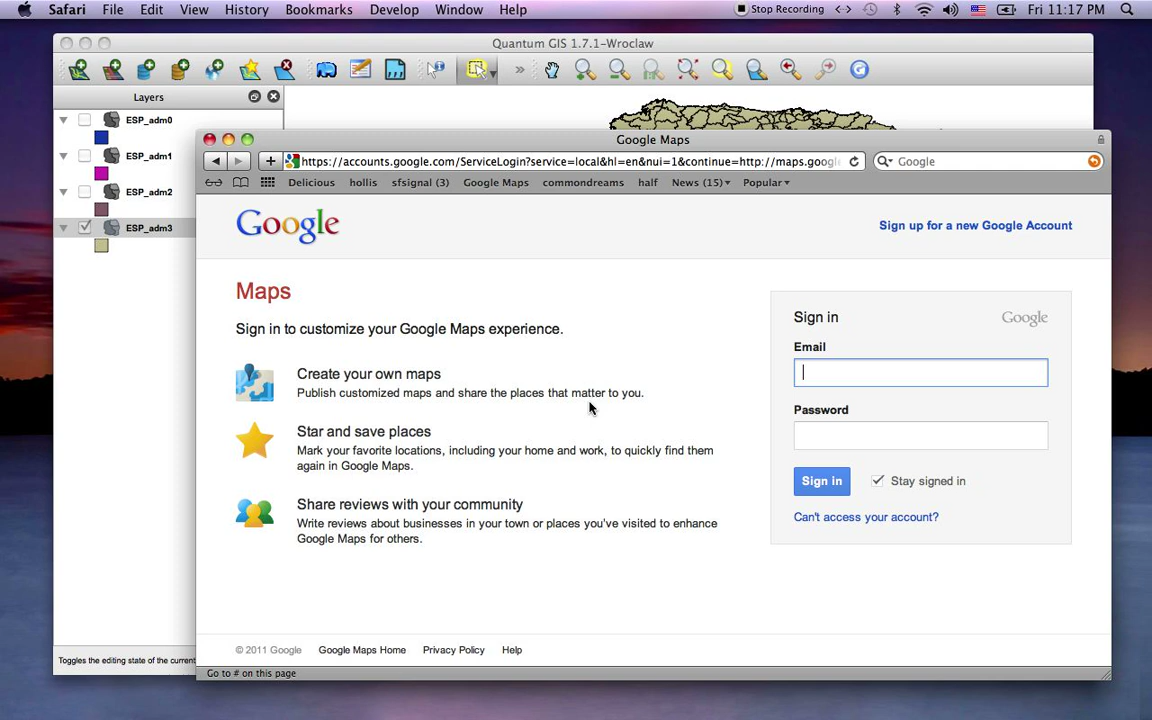 Safari File Edit View History Bookmarks Develop Window Help Stop Recording Fri 11:17 PM
Quantum GIS 1.7.1-Wroclaw
Layers
ESP_adm0
ESP_adm1
ESP_adm2
ESP_adm3
Toggles the editing state of the current
Google Maps
https://accounts.google.com/ServiceLogin?service=local&hl=en&nui=1&continue=http://maps.google
Google
Delicious hollis sfsignal (3) Google Maps commondreams half News (15) Popular
Google
Sign up for a new Google Account
Maps
Sign in to customize your Google Maps experience.
Create your own maps
Publish customized maps and share the places that matter to you.
Star and save places
Mark your favorite locations, including your home and work, to quickly find them
again in Google Maps.
Share reviews with your community
Write reviews about businesses in your town or places you've visited to enhance
Google Maps for others.
Sign in Google
Email
Password
Sign in Stay signed in
Can't access your account?
© 2011 Google Google Maps Home Privacy Policy Help
Go to # on this page